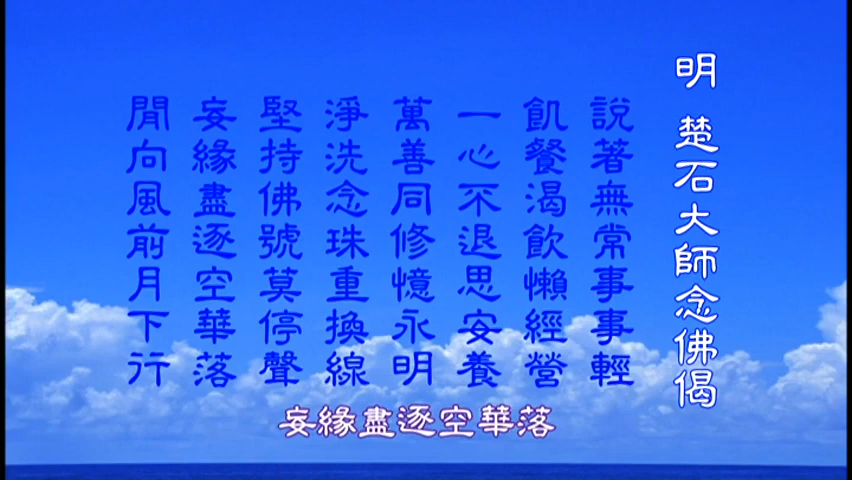 明 楚石大師念佛偈
說著無常事事輕
飢餐渴飲懶經營
一心不退思安養
萬善同修憶永明
淨洗念珠重換線
堅持佛號莫停聲
妄緣盡逐空華落
閒向風前月下行
妄緣盡逐空華落